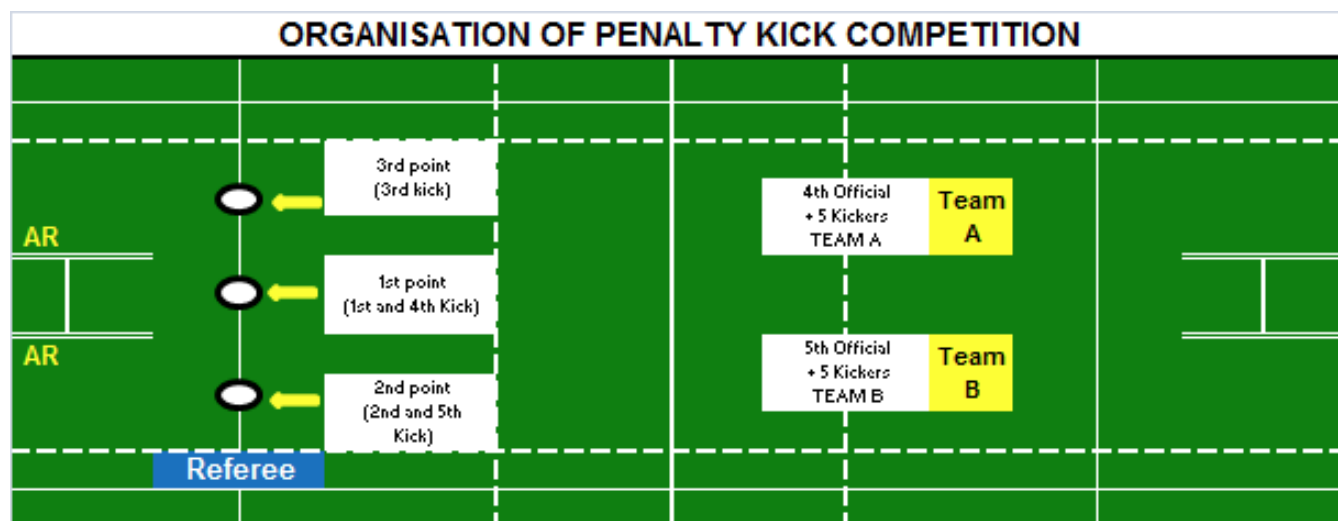 ORGANISATION OF PENALTY KICK COMPETITION
3rd point
(3rd kick)
4th Official
+ 5 Kickers
TEAM A
Team
A
AR
1st point
(1st and 4th Kick)
AR
5th Official
+ 5 Kickers
TEAM B
Team
B
2nd point
(2nd and 5th
Kick)
Referee